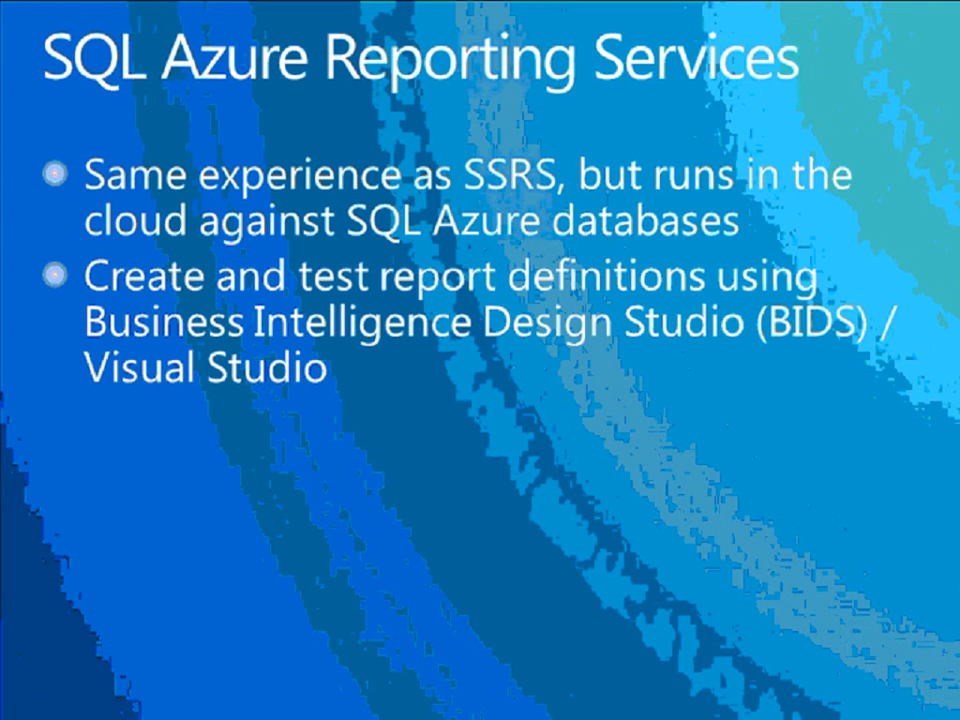 SQL Azure Reporting Services
Same experience as SSRS, but runs in the
cloud against SQL Azure databases
Create and test report definitions using
Business Intelligence Design Studio (BIDS) /
Visual Studio